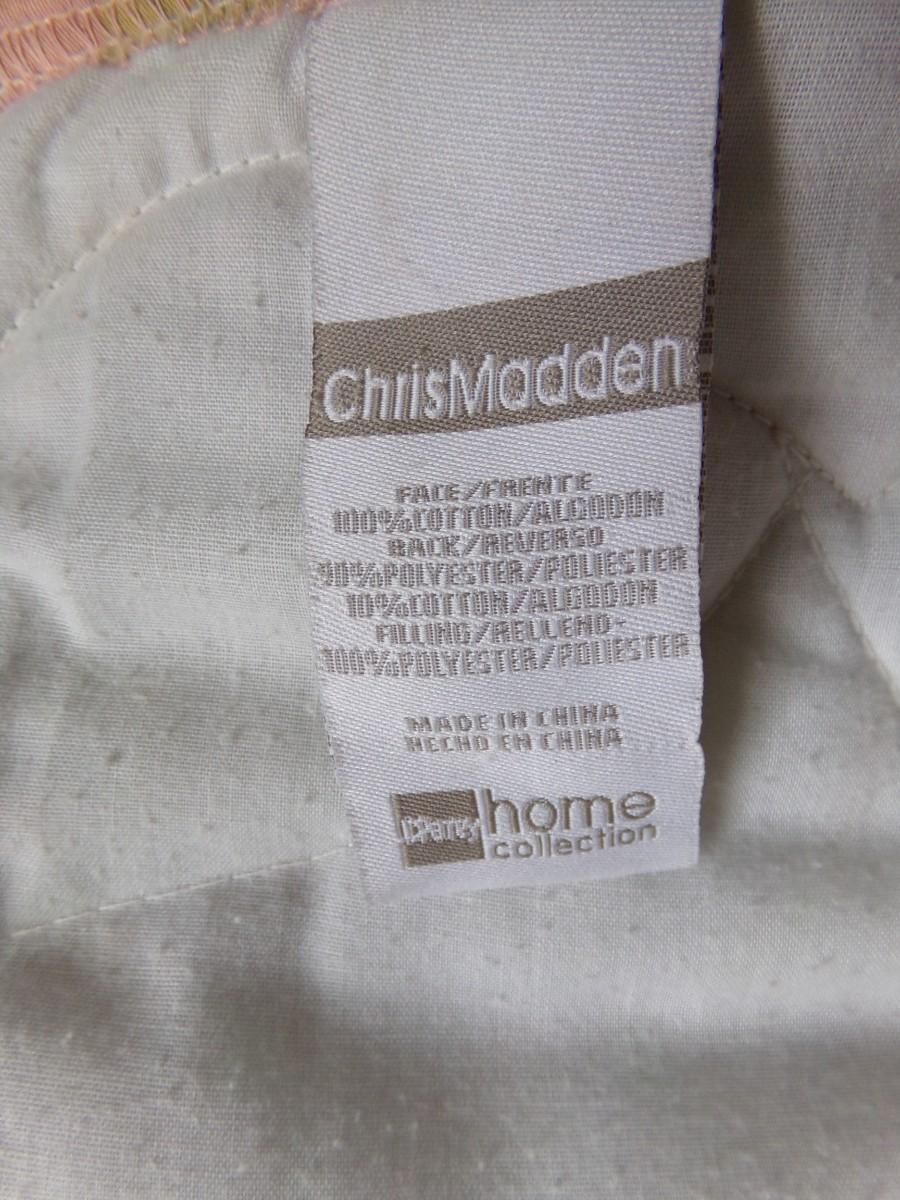 ChrisMadden
FACE/FRENTE
100%COTTON/ALGODON
BACK/REVERSO
90%POLYESTER/POLIESTER
10%COTTON/ALGODON
FILLING/RELLENO-
100%POLYESTER/POLIESTER
MADE IN CHINA
HECHO EN CHINA
JCPenney home
collection